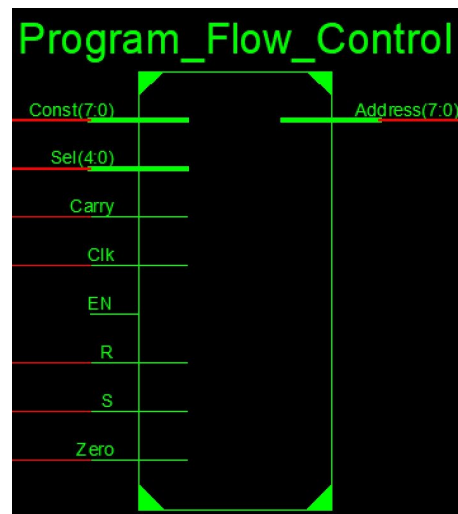 Program_Flow_Control
Const(7:0)
Address(7:0)
Sel(4:0)
Carry
Clk
EN
R
S
Zero